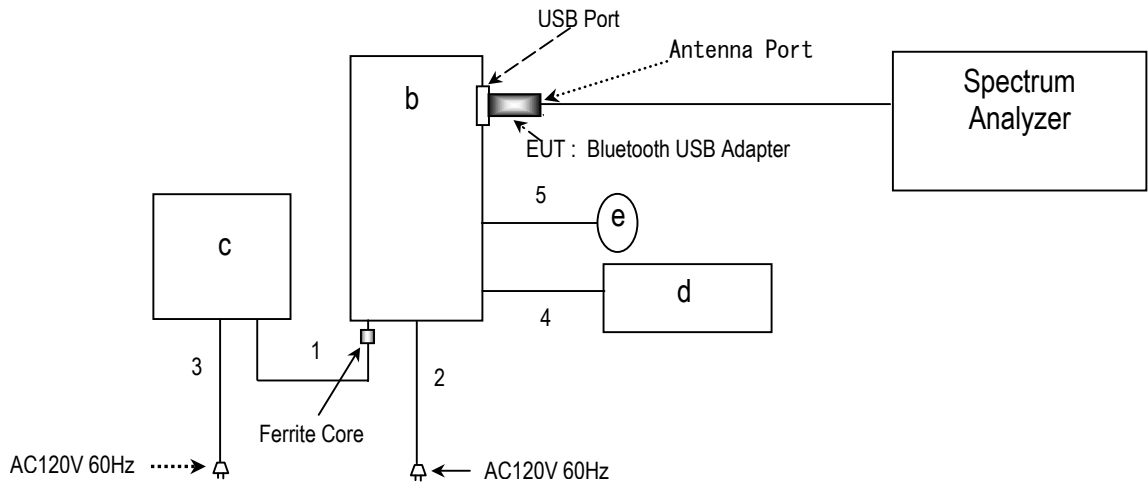 USB Port
Antenna Port
b
Spectrum
Analyzer
EUT : Bluetooth USB Adapter
5
e
c
d
4
1
3
2
Ferrite Core
AC120V 60Hz
AC120V 60Hz